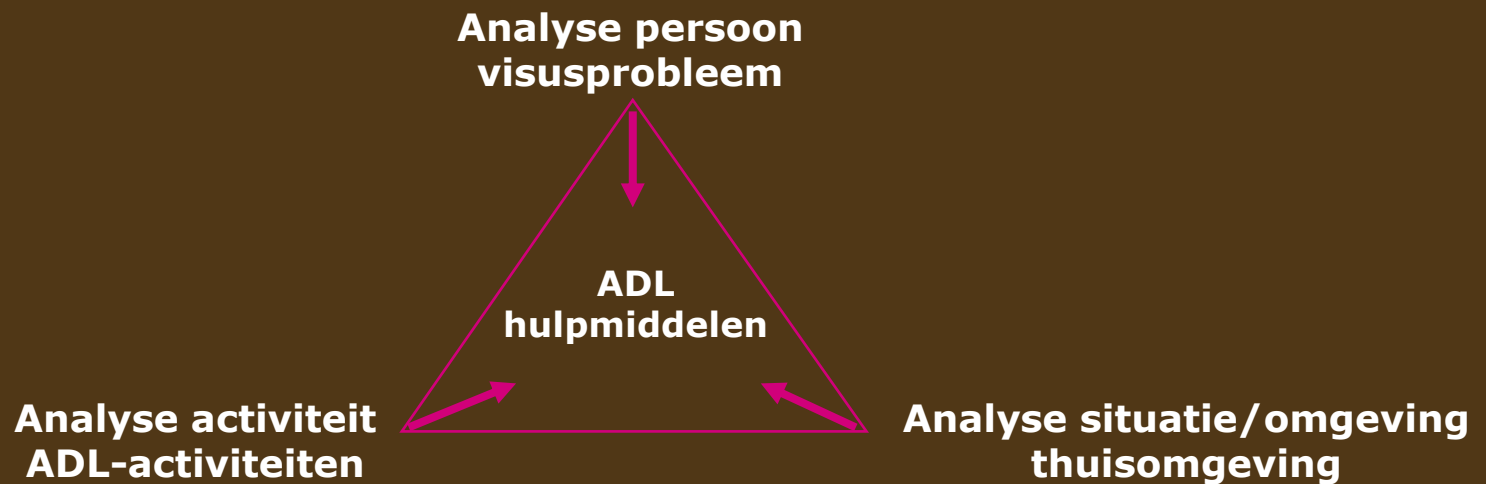 Analyse persoon
visusprobleem
ADL
hulpmiddelen
Analyse activiteit
ADL-activiteiten
Analyse situatie/omgeving
thuisomgeving